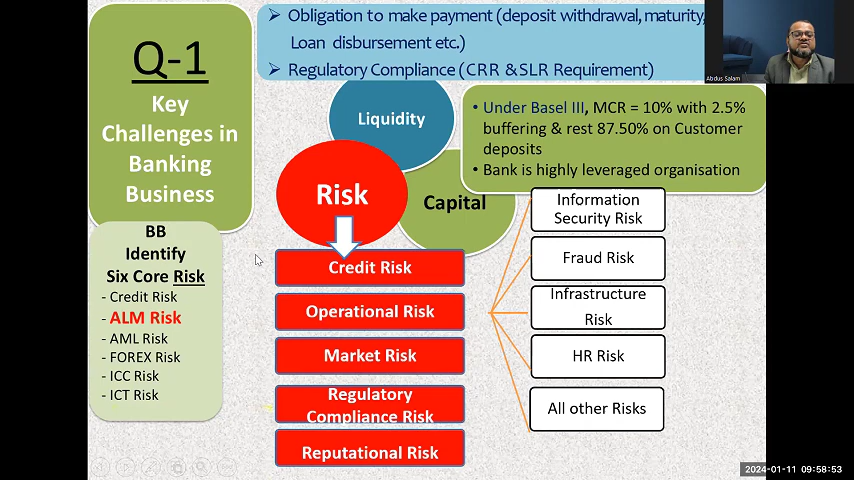 Q-1
Key
Challenges in
Banking
Business
➢ Obligation to make payment (deposit withdrawal, maturity,
Loan disbursement etc.)
➢ Regulatory Compliance (CRR & SLR Requirement)
Abdus Salam
Liquidity
Risk
Capital
• Under Basel III, MCR = 10% with 2.5%
buffering & rest 87.50% on Customer
deposits
• Bank is highly leveraged organisation
BB
Identify
Six Core Risk
- Credit Risk
- ALM Risk
- AML Risk
- FOREX Risk
- ICC Risk
- ICT Risk
Credit Risk
Operational Risk
Market Risk
Regulatory
Compliance Risk
Reputational Risk
Information
Security Risk
Fraud Risk
Infrastructure
Risk
HR Risk
All other Risks
2024-01-11 09:58:53